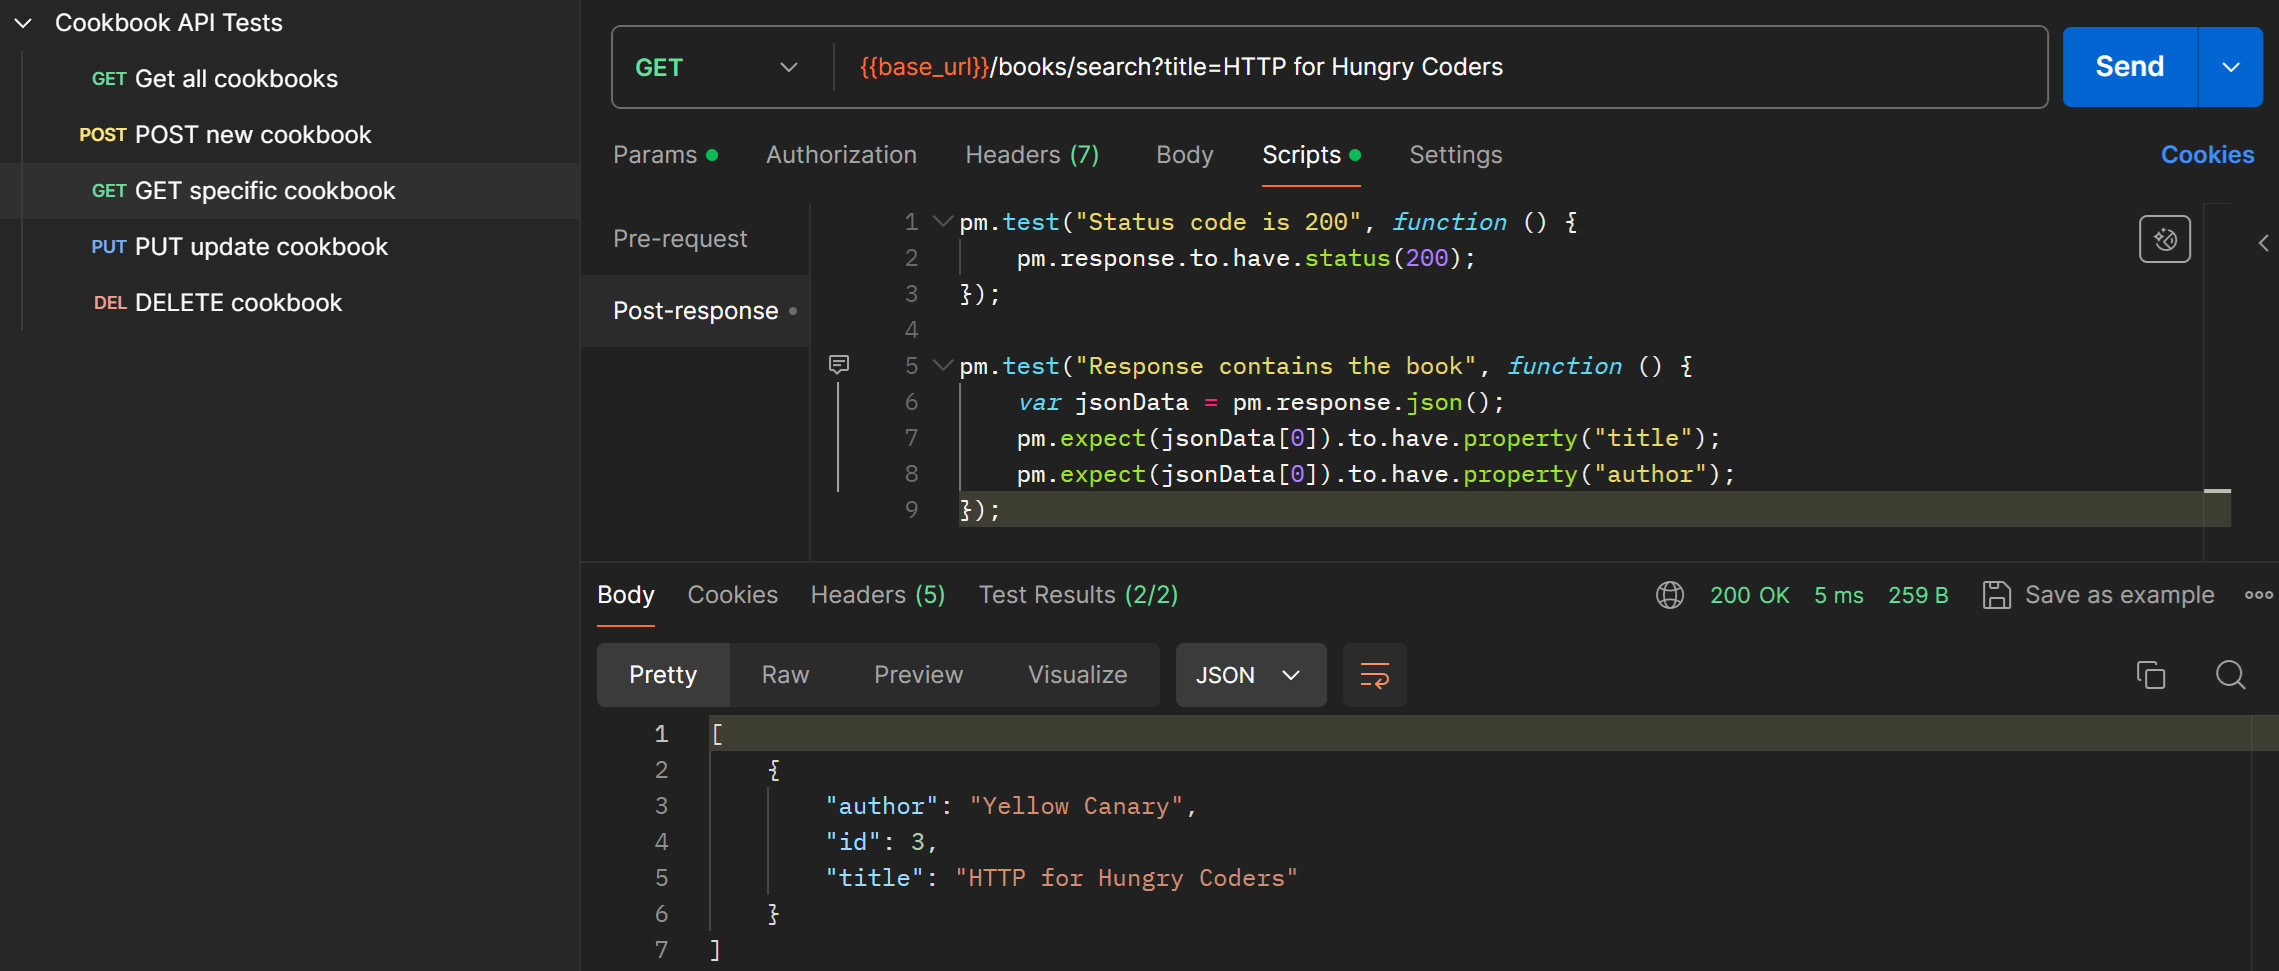 Cookbook API Tests
GET Get all cookbooks
POST POST new cookbook
GET GET specific cookbook
PUT PUT update cookbook
DEL DELETE cookbook
GET {{base_url}}/books/search?title=HTTP for Hungry Coders Send
Params Authorization Headers (7) Body Scripts Settings Cookies
Pre-request
Post-response
1 pm.test("Status code is 200", function () {
2     pm.response.to.have.status(200);
3 });
4
5 pm.test("Response contains the book", function () {
6     var jsonData = pm.response.json();
7     pm.expect(jsonData[0]).to.have.property("title");
8     pm.expect(jsonData[0]).to.have.property("author");
9 });
Body Cookies Headers (5) Test Results (2/2) 200 OK 5 ms 259 B Save as example
Pretty Raw Preview Visualize JSON
1 [
2     {
3         "author": "Yellow Canary",
4         "id": 3,
5         "title": "HTTP for Hungry Coders"
6     }
7 ]